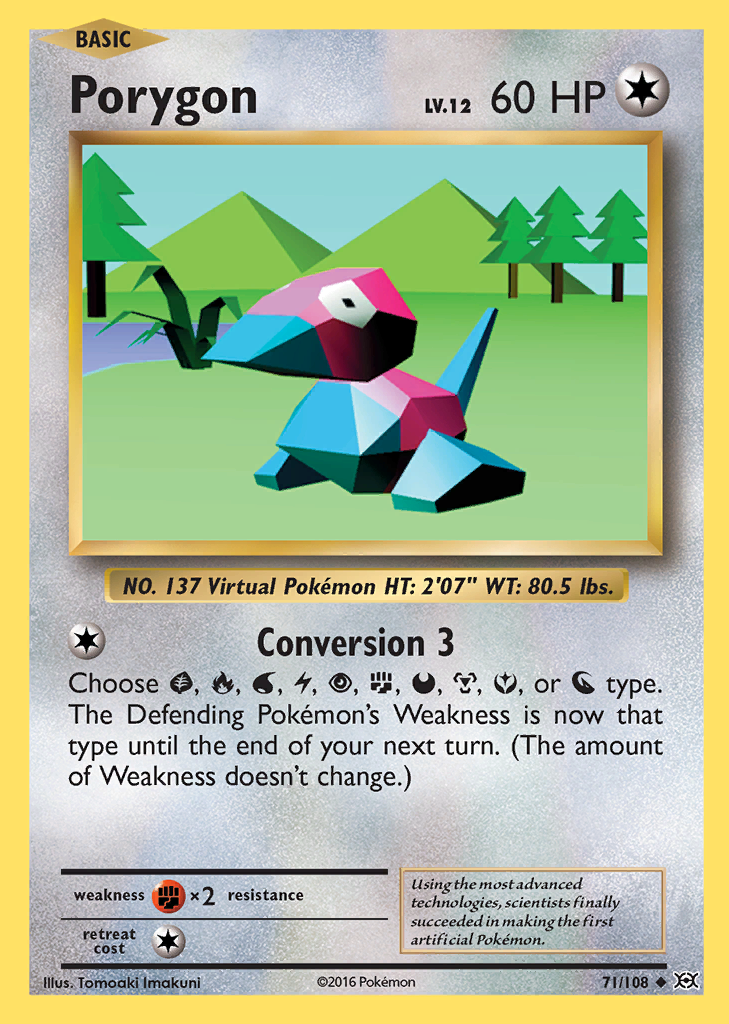 BASIC
Porygon LV.12 60 HP
NO. 137 Virtual Pokémon HT: 2'07" WT: 80.5 lbs.
Conversion 3
Choose , , , , , , , , , or type.
The Defending Pokémon's Weakness is now that
type until the end of your next turn. (The amount
of Weakness doesn't change.)
weakness ×2 resistance
retreat
cost
Using the most advanced
technologies, scientists finally
succeeded in making the first
artificial Pokémon.
Illus. Tomoaki Imakuni ©2016 Pokémon 71/108